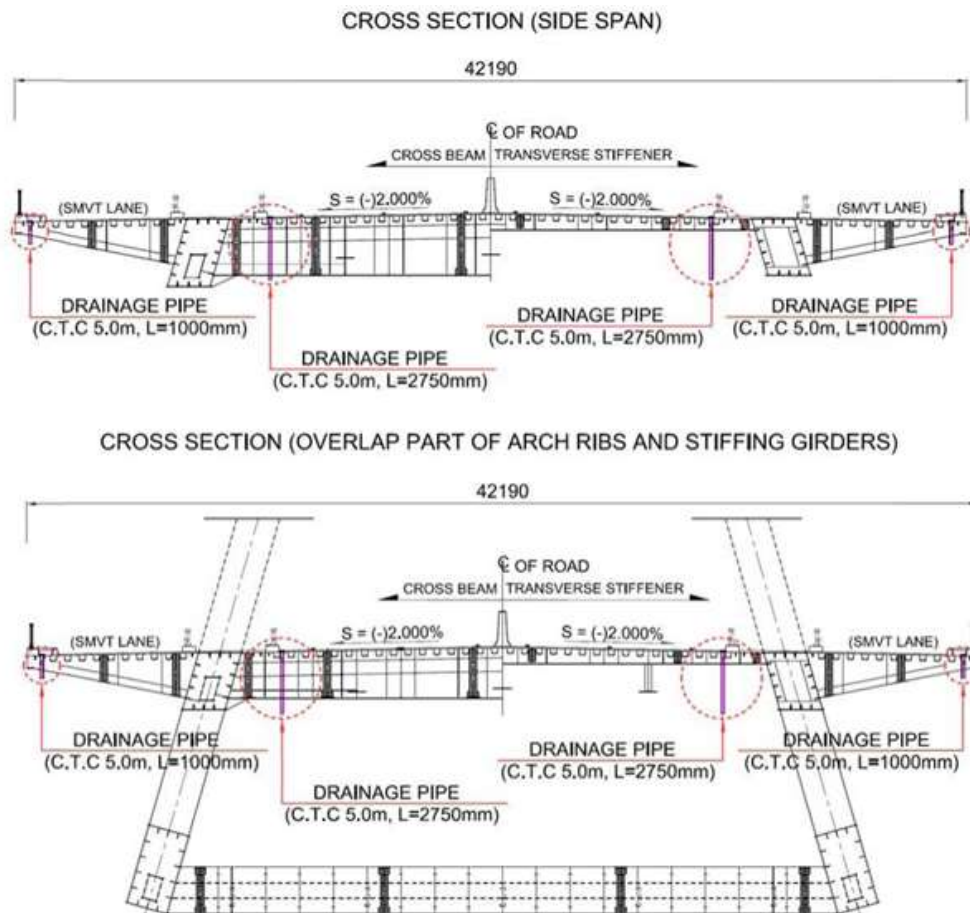 CROSS SECTION (SIDE SPAN)
42190
℄ OF ROAD
CROSS BEAM TRANSVERSE STIFFENER
(SMVT LANE)
S = (-)2.000%
S = (-)2.000%
(SMVT LANE)
DRAINAGE PIPE
(C.T.C 5.0m, L=1000mm)
DRAINAGE PIPE
(C.T.C 5.0m, L=2750mm)
DRAINAGE PIPE
(C.T.C 5.0m, L=2750mm)
DRAINAGE PIPE
(C.T.C 5.0m, L=1000mm)
CROSS SECTION (OVERLAP PART OF ARCH RIBS AND STIFFING GIRDERS)
42190
℄ OF ROAD
CROSS BEAM TRANSVERSE STIFFENER
(SMVT LANE)
S = (-)2.000%
S = (-)2.000%
(SMVT LANE)
DRAINAGE PIPE
(C.T.C 5.0m, L=1000mm)
DRAINAGE PIPE
(C.T.C 5.0m, L=2750mm)
DRAINAGE PIPE
(C.T.C 5.0m, L=2750mm)
DRAINAGE PIPE
(C.T.C 5.0m, L=1000mm)